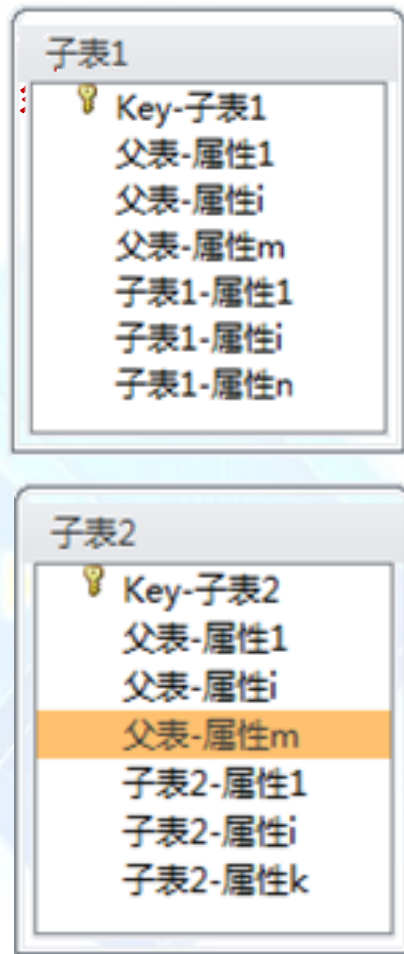 子表1
Key-子表1
父表-属性1
父表-属性i
父表-属性m
子表1-属性1
子表1-属性i
子表1-属性n
子表2
Key-子表2
父表-属性1
父表-属性i
父表-属性m
子表2-属性1
子表2-属性i
子表2-属性k